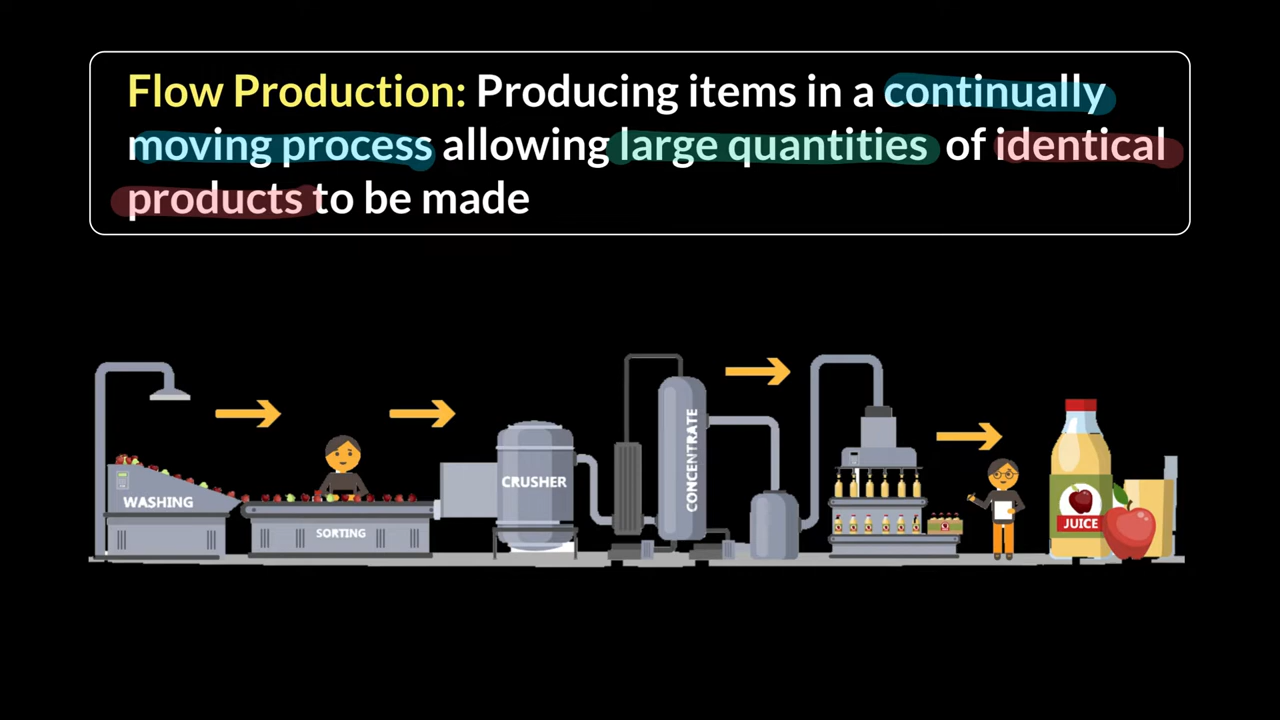 Flow Production: Producing items in a continually
moving process allowing large quantities of identical
products to be made
WASHING
SORTING
CRUSHER
CONCENTRATE
JUICE